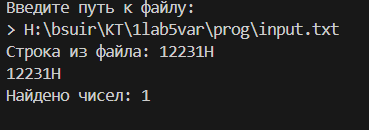 Введите путь к файлу:
> H:\bsuir\KT\1lab5var\prog\input.txt
Строка из файла: 12231H
12231H
Найдено чисел: 1